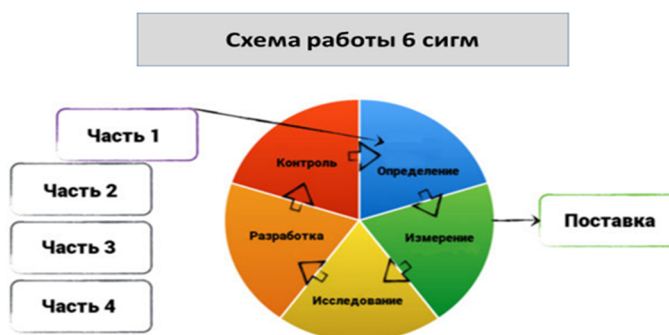 Схема работы 6 сигм
Часть 1
Часть 2
Часть 3
Часть 4
Контроль
Определение
Разработка
Измерение
Исследование
Поставка